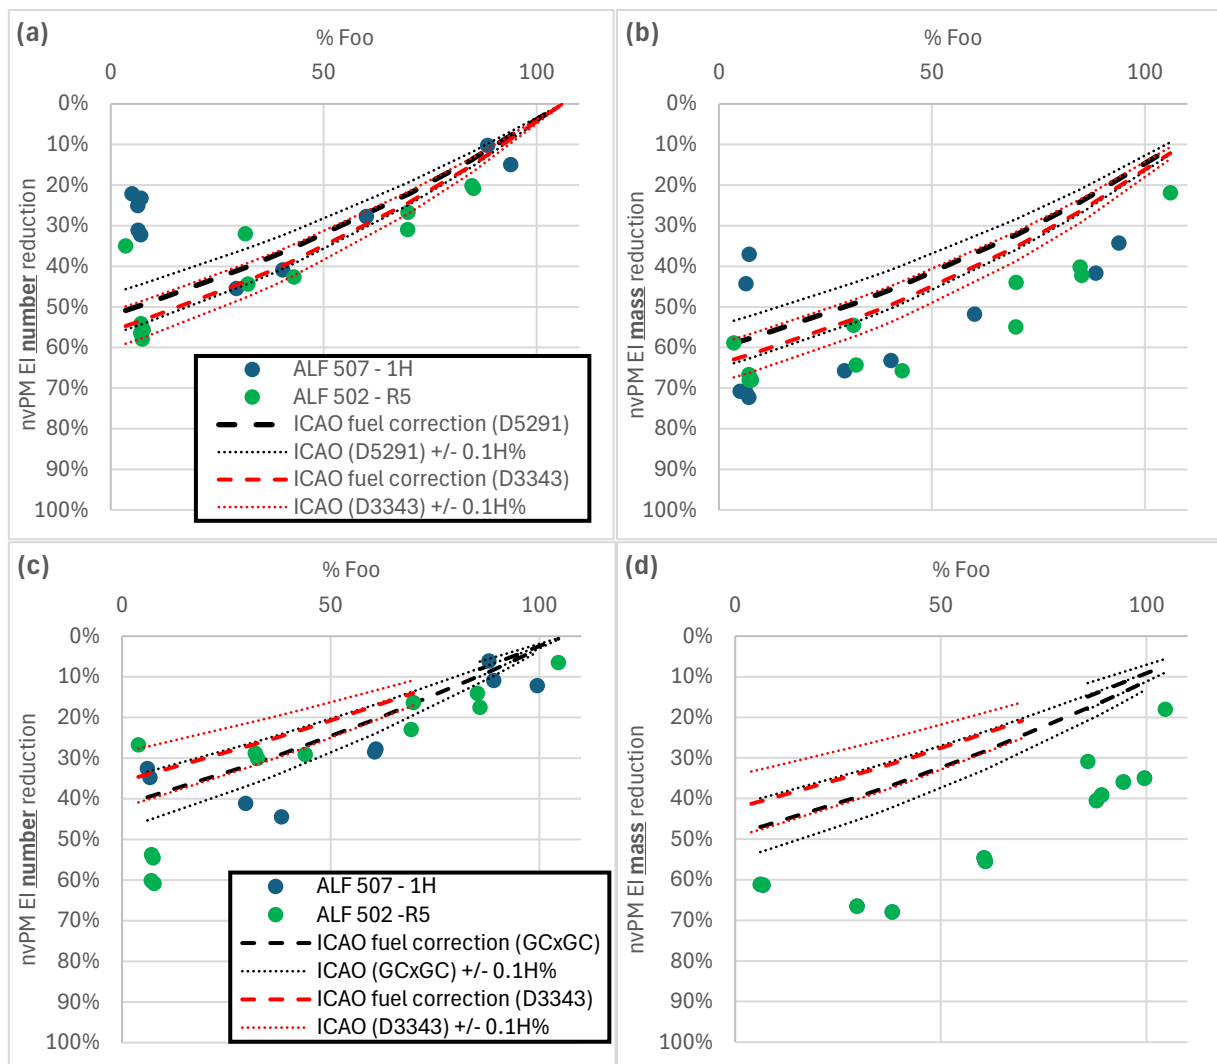 (a)
% Foo
0 50 100
0%
10%
20%
30%
40%
50%
60%
70%
80%
90%
100%
nvPM EI number reduction
ALF 507 - 1H
ALF 502 - R5
ICAO fuel correction (D5291)
ICAO (D5291) +/- 0.1H%
ICAO fuel correction (D3343)
ICAO (D3343) +/- 0.1H%
(b)
% Foo
0 50 100
0%
10%
20%
30%
40%
50%
60%
70%
80%
90%
100%
nvPM EI mass reduction
(c)
% Foo
0 50 100
0%
10%
20%
30%
40%
50%
60%
70%
80%
90%
100%
nvPM EI number reduction
ALF 507 - 1H
ALF 502 -R5
ICAO fuel correction (GCxGC)
ICAO (GCxGC) +/- 0.1H%
ICAO fuel correction (D3343)
ICAO (D3343) +/- 0.1H%
(d)
% Foo
0 50 100
0%
10%
20%
30%
40%
50%
60%
70%
80%
90%
100%
nvPM EI mass reduction